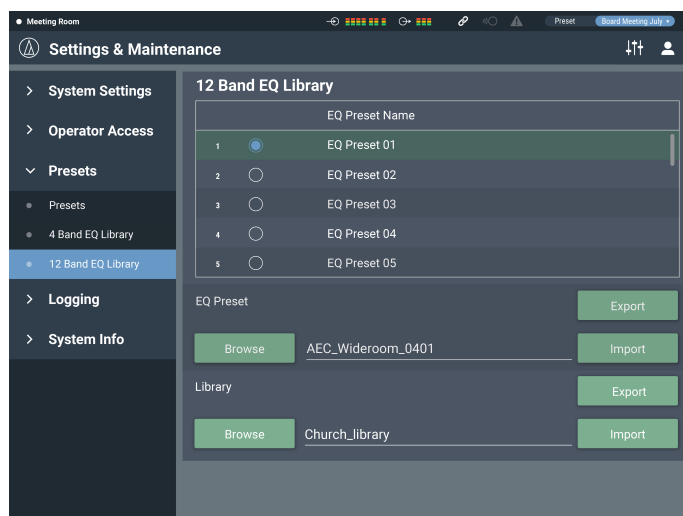 Meeting Room
Preset
Board Meeting July
Settings & Maintenance
System Settings
Operator Access
Presets
Presets
4 Band EQ Library
12 Band EQ Library
Logging
System Info
12 Band EQ Library
EQ Preset Name
1 EQ Preset 01
2 EQ Preset 02
3 EQ Preset 03
4 EQ Preset 04
5 EQ Preset 05
EQ Preset
Export
Browse AEC_Wideroom_0401 Import
Library
Export
Browse Church_library Import